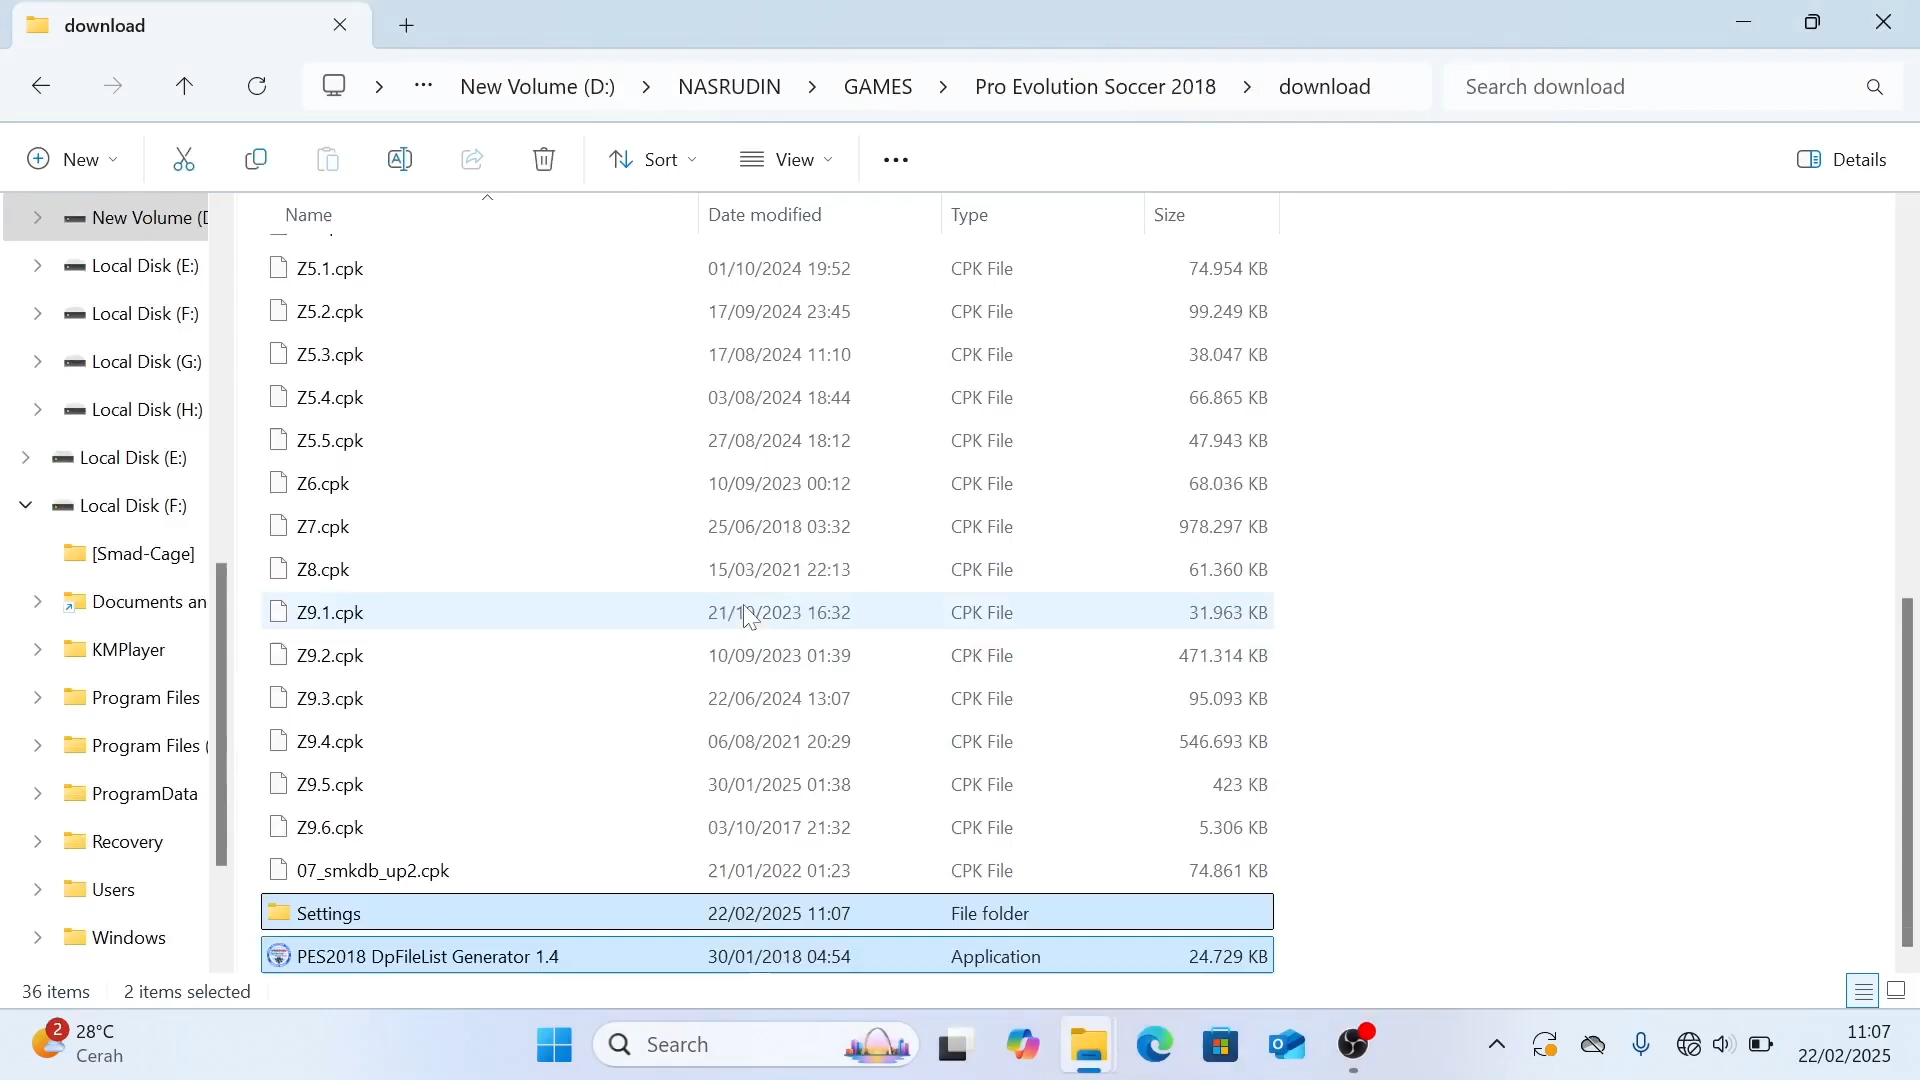 download
New Volume (D:) > NASRUDIN > GAMES > Pro Evolution Soccer 2018 > download
Search download
New
Sort
View
Details
Name Date modified Type Size
New Volume (D
Local Disk (E:)
Local Disk (F:)
Local Disk (G:)
Local Disk (H:)
Local Disk (E:)
Local Disk (F:)
[Smad-Cage]
Documents an
KMPlayer
Program Files
Program Files (
ProgramData
Recovery
Users
Windows
Z5.1.cpk 01/10/2024 19:52 CPK File 74.954 KB
Z5.2.cpk 17/09/2024 23:45 CPK File 99.249 KB
Z5.3.cpk 17/08/2024 11:10 CPK File 38.047 KB
Z5.4.cpk 03/08/2024 18:44 CPK File 66.865 KB
Z5.5.cpk 27/08/2024 18:12 CPK File 47.943 KB
Z6.cpk 10/09/2023 00:12 CPK File 68.036 KB
Z7.cpk 25/06/2018 03:32 CPK File 978.297 KB
Z8.cpk 15/03/2021 22:13 CPK File 61.360 KB
Z9.1.cpk 21/10/2023 16:32 CPK File 31.963 KB
Z9.2.cpk 10/09/2023 01:39 CPK File 471.314 KB
Z9.3.cpk 22/06/2024 13:07 CPK File 95.093 KB
Z9.4.cpk 06/08/2021 20:29 CPK File 546.693 KB
Z9.5.cpk 30/01/2025 01:38 CPK File 423 KB
Z9.6.cpk 03/10/2017 21:32 CPK File 5.306 KB
07_smkdb_up2.cpk 21/01/2022 01:23 CPK File 74.861 KB
Settings 22/02/2025 11:07 File folder
PES2018 DpFileList Generator 1.4 30/01/2018 04:54 Application 24.729 KB
36 items 2 items selected
2
28°C
Cerah
Search
11:07
22/02/2025